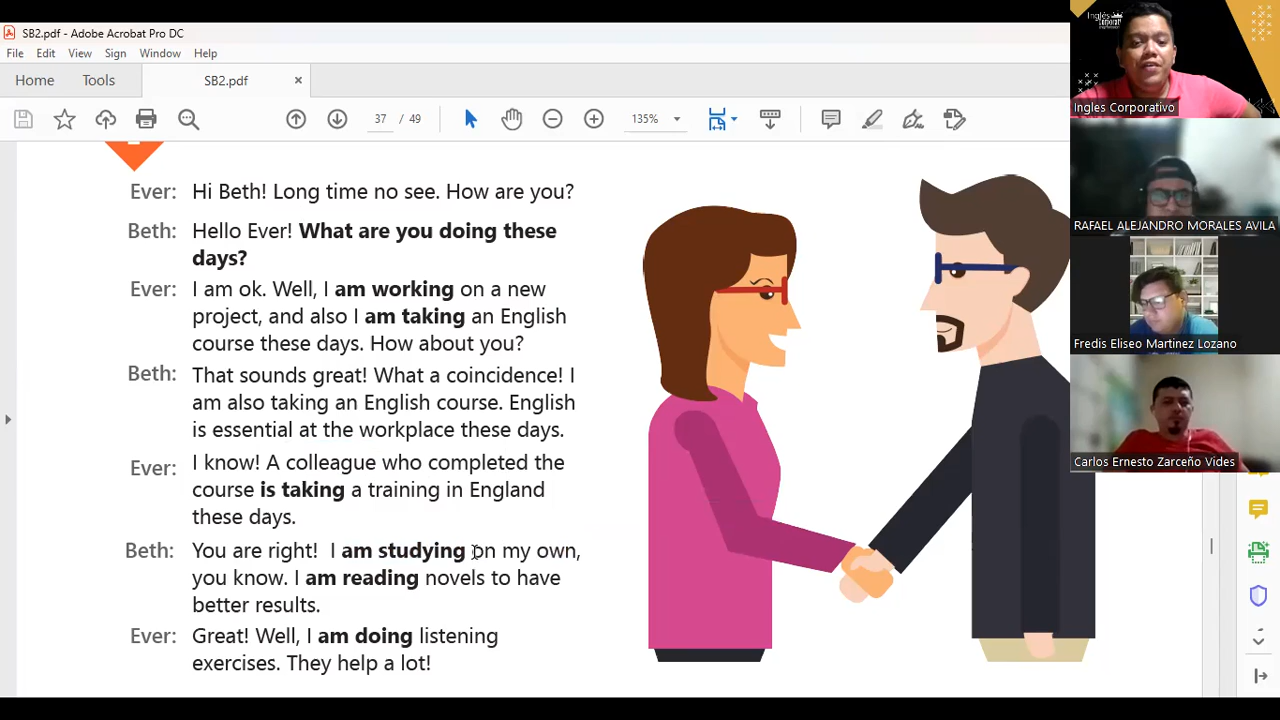 SB2.pdf - Adobe Acrobat Pro DC
File Edit View Sign Window Help
Home Tools SB2.pdf ×
37 / 49 135%
Ever: Hi Beth! Long time no see. How are you?
Beth: Hello Ever! What are you doing these
days?
Ever: I am ok. Well, I am working on a new
project, and also I am taking an English
course these days. How about you?
Beth: That sounds great! What a coincidence! I
am also taking an English course. English
is essential at the workplace these days.
Ever: I know! A colleague who completed the
course is taking a training in England
these days.
Beth: You are right! I am studying on my own,
you know. I am reading novels to have
better results.
Ever: Great! Well, I am doing listening
exercises. They help a lot!
Inglés
Corporativo
Ingles Corporativo
RAFAEL ALEJANDRO MORALES AVILA
Fredis Eliseo Martinez Lozano
Carlos Ernesto Zarceño Vides